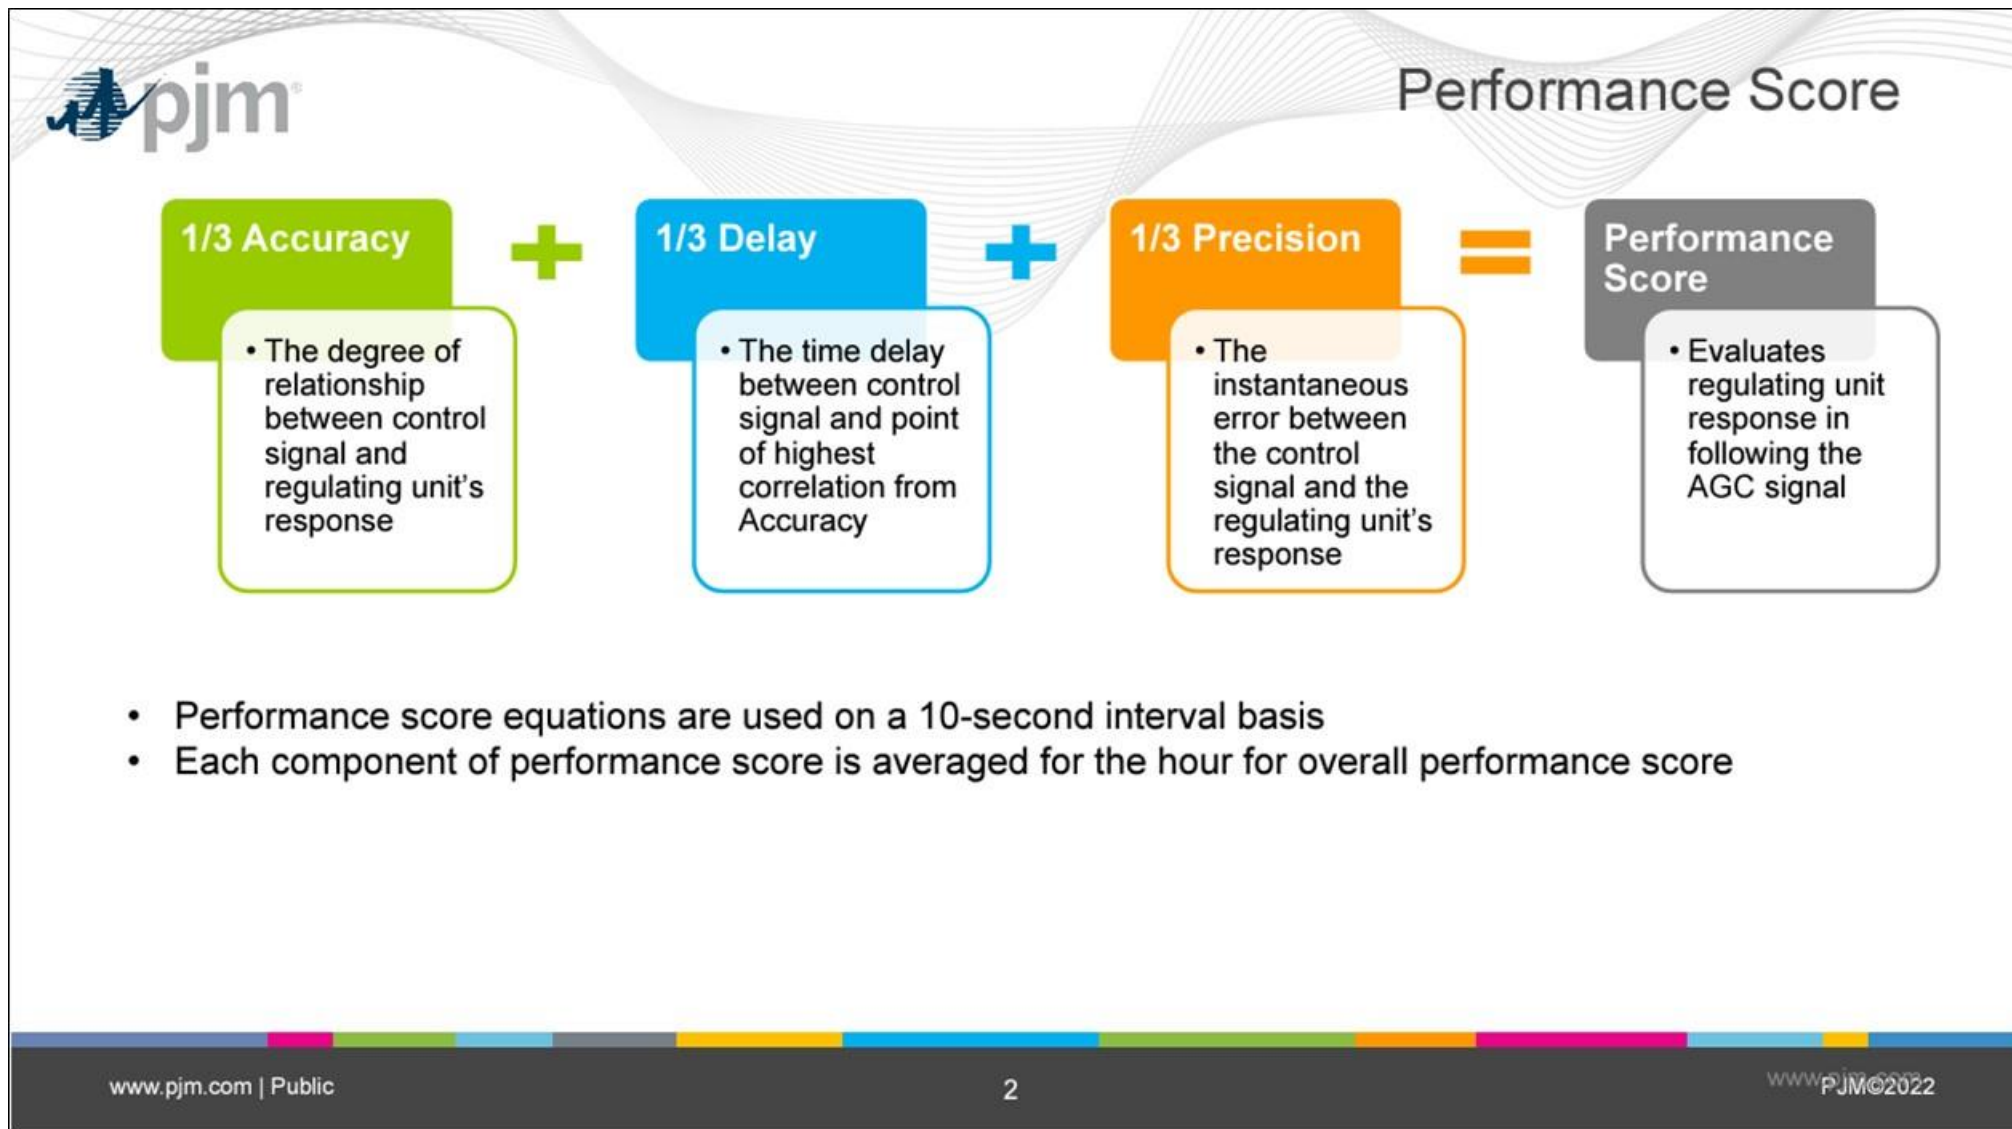 pjm
Performance Score
1/3 Accuracy
• The degree of
relationship
between control
signal and
regulating unit's
response
1/3 Delay
• The time delay
between control
signal and point
of highest
correlation from
Accuracy
1/3 Precision
• The
instantaneous
error between
the control
signal and the
regulating unit's
response
Performance
Score
• Evaluates
regulating unit
response in
following the
AGC signal
• Performance score equations are used on a 10-second interval basis
• Each component of performance score is averaged for the hour for overall performance score
www.pjm.com | Public
2
www.pjm.com
PJM©2022